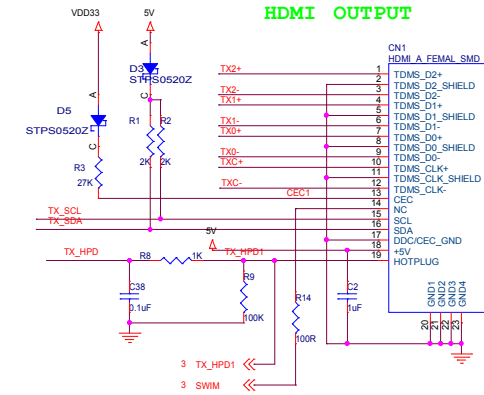 HDMI OUTPUT
VDD33
5V
CN1
HDMI_A_FEMAL_SMD
D3
STPS0520Z
A
C
D5
STPS0520Z
A
C
R1
R2
2K
2K
R3
27K
TX2+
TX2-
TX1+
TX1-
TX0+
TX0-
TXC+
TXC-
CEC1
TX_SCL
TX_SDA
1 TDMS_D2+
2 TDMS_D2_SHIELD
3 TDMS_D2-
4 TDMS_D1+
5 TDMS_D1_SHIELD
6 TDMS_D1-
7 TDMS_D0+
8 TDMS_D0_SHIELD
9 TDMS_D0-
10 TDMS_CLK+
11 TDMS_CLK_SHIELD
12 TDMS_CLK-
13 CEC
14 NC
15 SCL
16 SDA
17 DDC/CEC_GND
18 +5V
19 HOTPLUG
5V
TX_HPD
R8
1K
TX_HPD1
C38
0.1uF
R9
100K
R14
100R
C2
1uF
GND1
GND2
GND3
GND4
20
21
22
23
3 TX_HPD1
3 SWIM